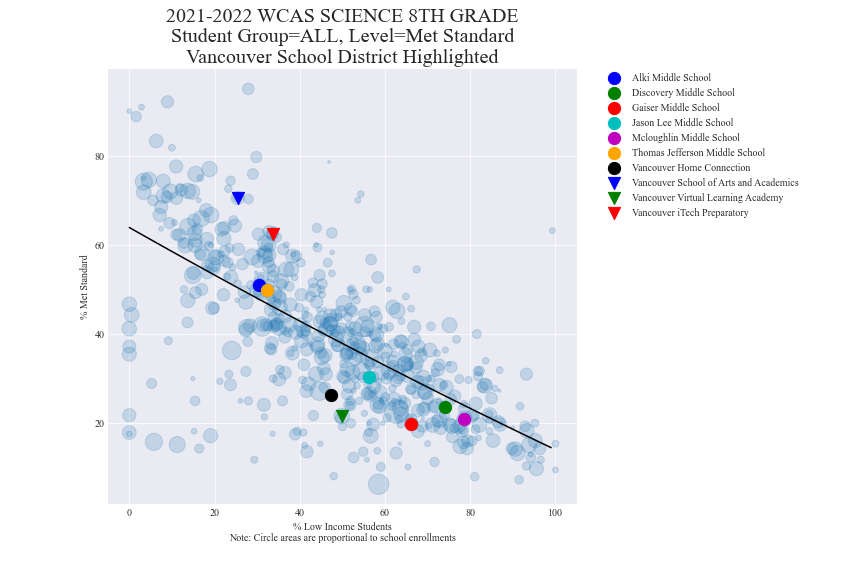 2021-2022 WCAS SCIENCE 8TH GRADE
Student Group=ALL, Level=Met Standard
Vancouver School District Highlighted
Alki Middle School
Discovery Middle School
Gaiser Middle School
Jason Lee Middle School
Mcloughlin Middle School
Thomas Jefferson Middle School
Vancouver Home Connection
Vancouver School of Arts and Academics
Vancouver Virtual Learning Academy
Vancouver iTech Preparatory
% Met Standard
80
60
40
20
0 20 40 60 80 100
% Low Income Students
Note: Circle areas are proportional to school enrollments